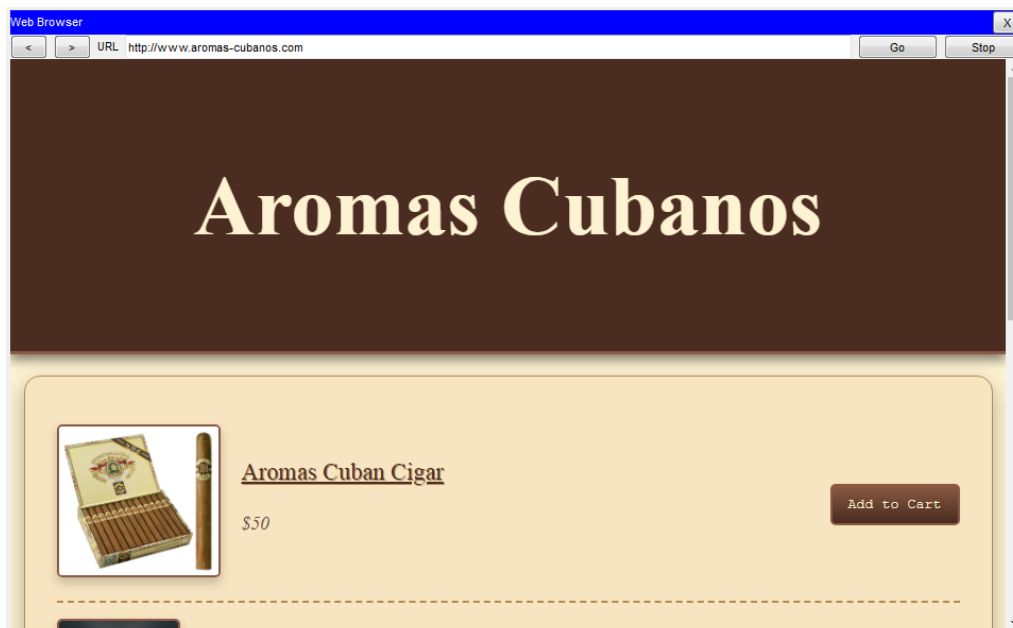 Web Browser X
< > URL http://www.aromas-cubanos.com Go Stop
Aromas Cubanos
Aromas Cuban Cigar
$50
Add to Cart